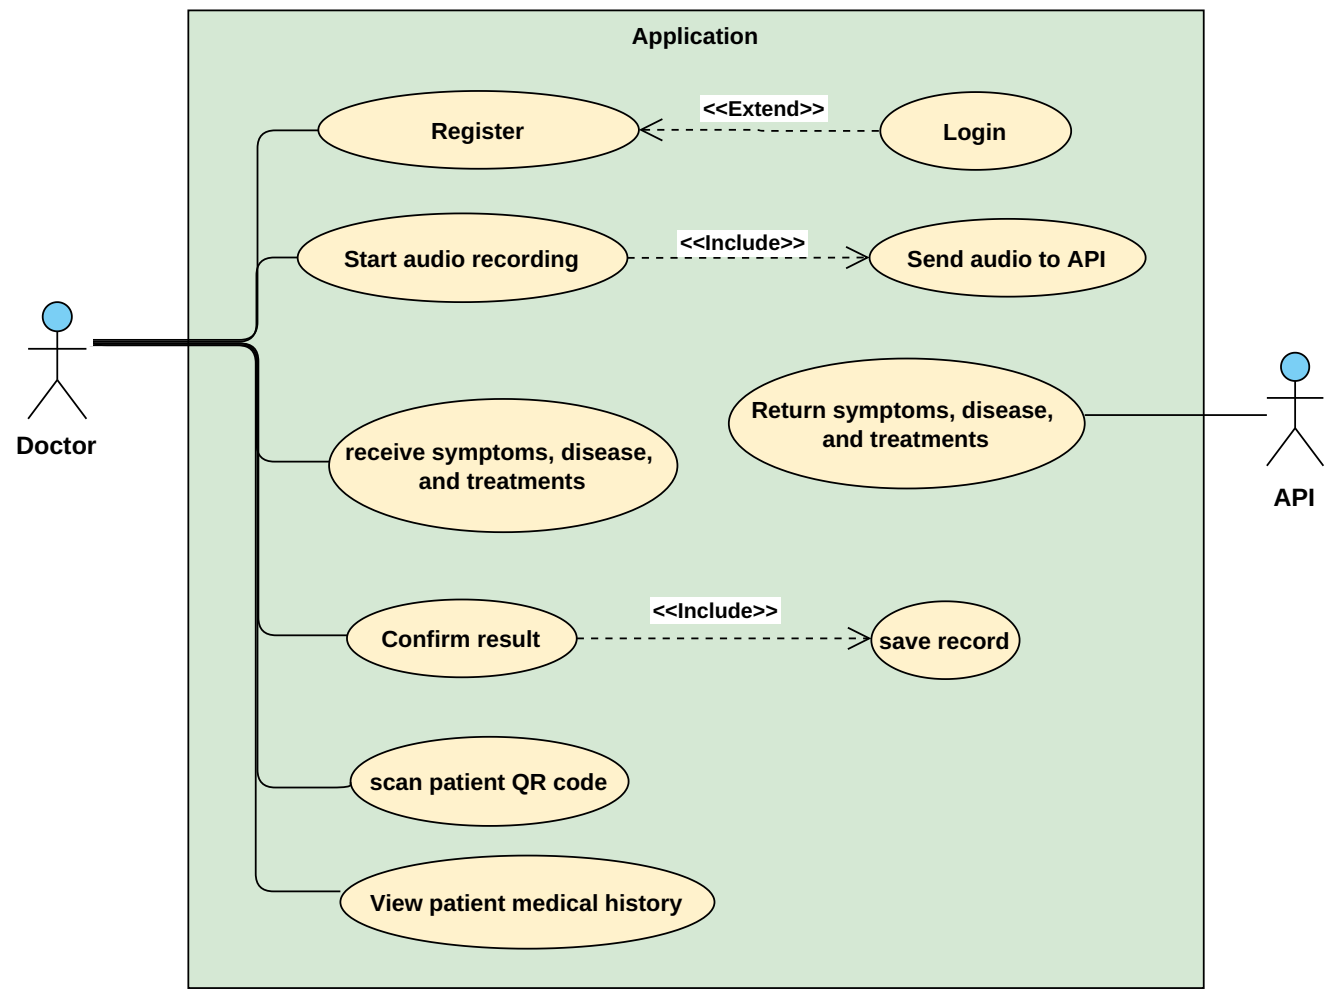 Application
Register
<<Extend>>
Login
Start audio recording
<<Include>>
Send audio to API
Doctor
receive symptoms, disease,
and treatments
Return symptoms, disease,
and treatments
API
Confirm result
<<Include>>
save record
scan patient QR code
View patient medical history